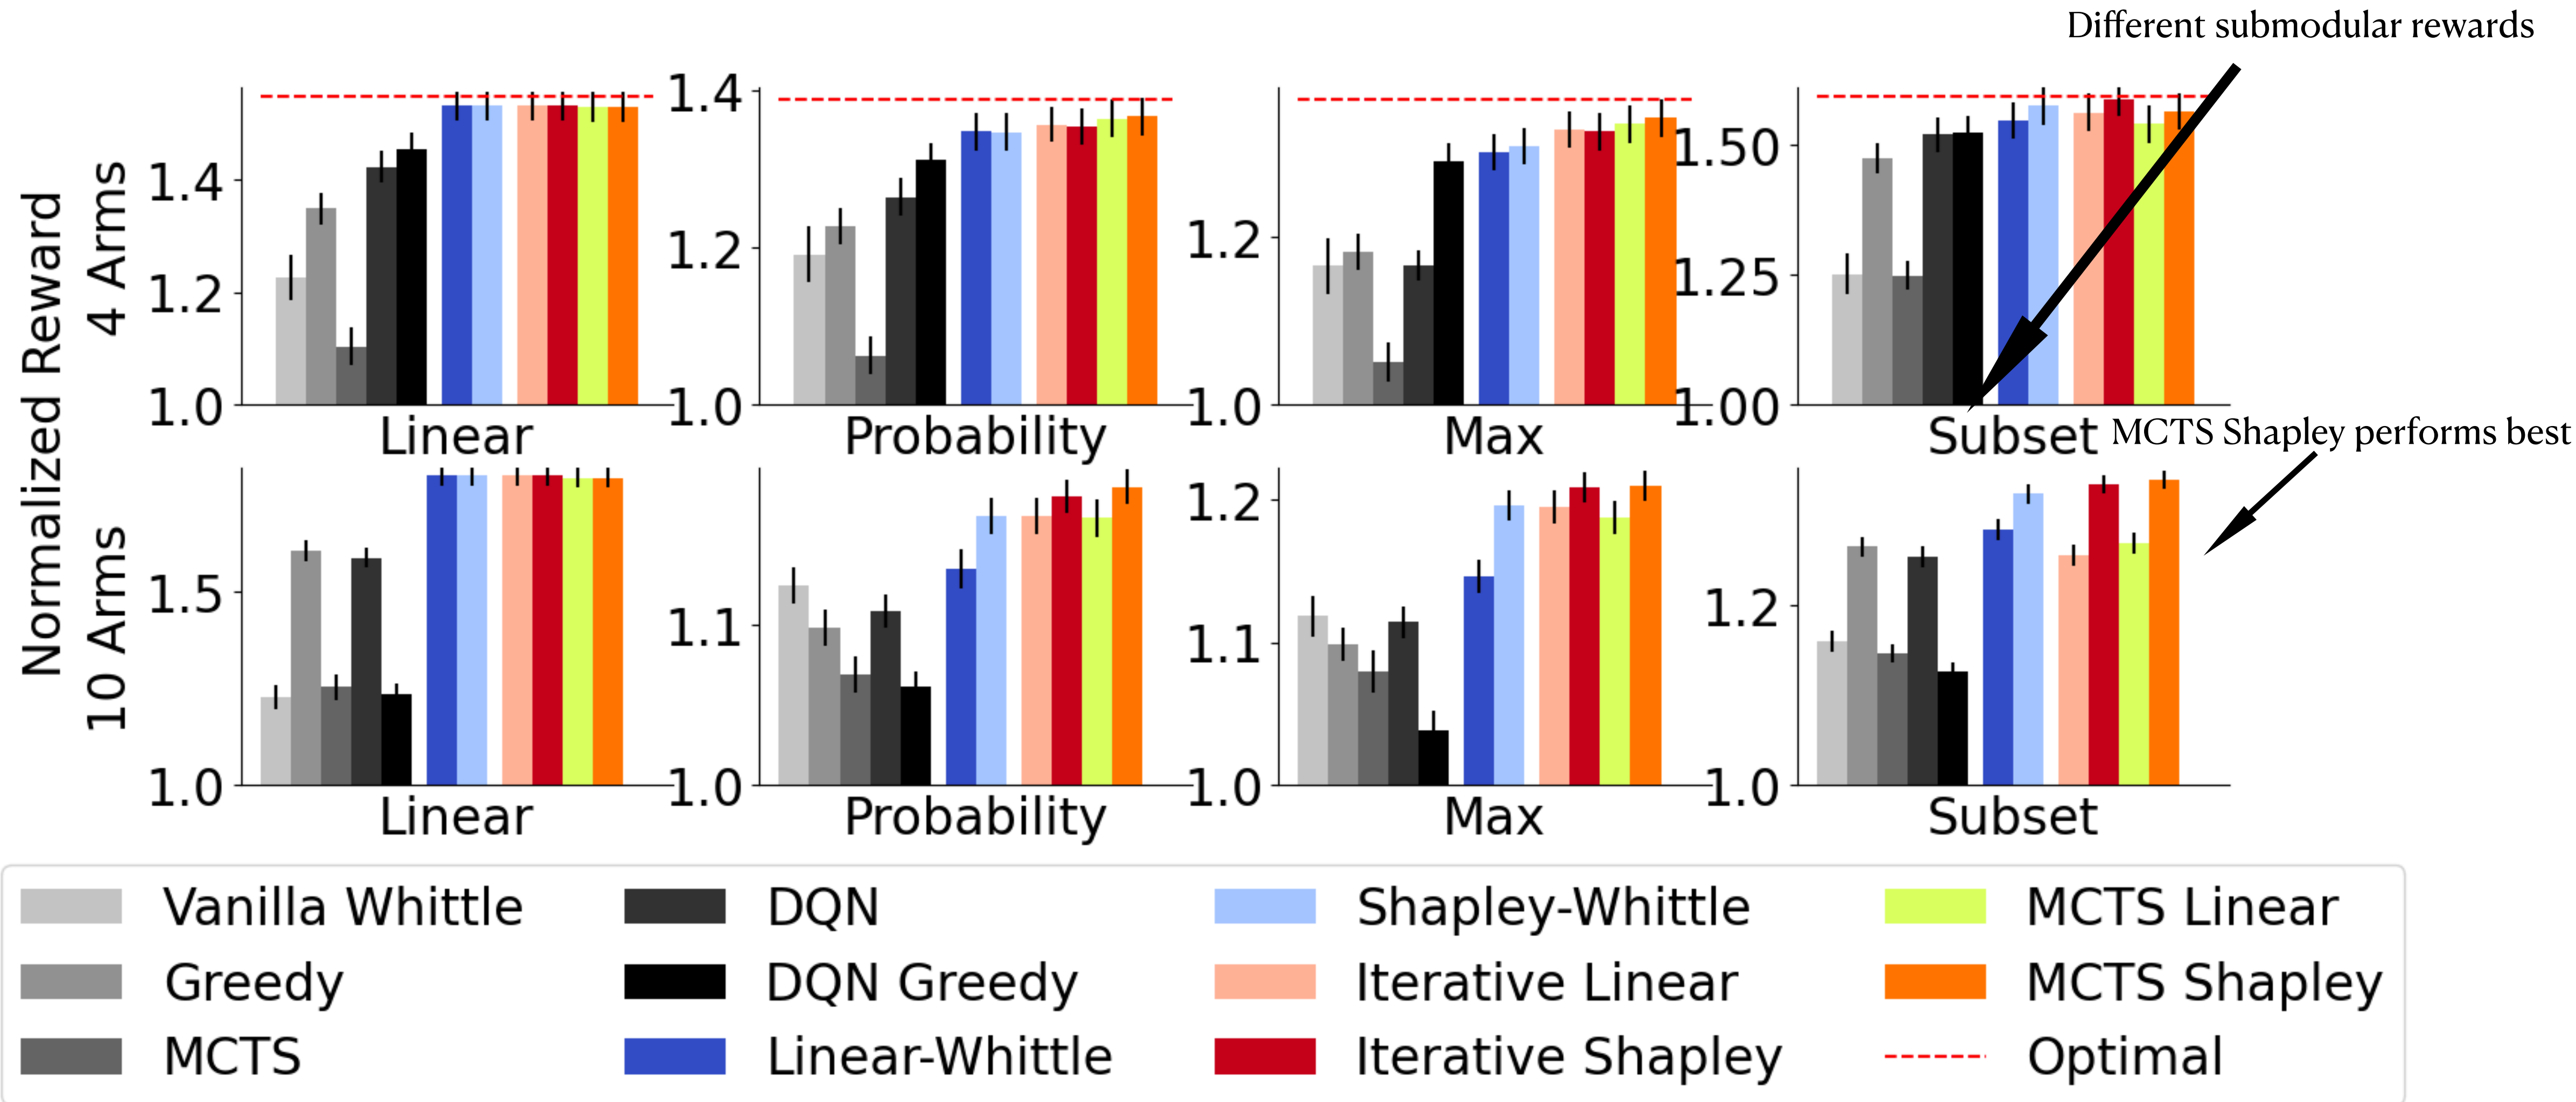 Different submodular rewards
Normalized Reward
4 Arms
1.4
1.2
1.0
Linear
1.4
1.2
1.0
Probability
1.2
1.0
Max
1.50
1.25
1.00
Subset
MCTS Shapley performs best
10 Arms
1.5
1.0
Linear
1.1
1.0
Probability
1.2
1.1
1.0
Max
1.2
1.0
Subset
Vanilla Whittle
Greedy
MCTS
DQN
DQN Greedy
Linear-Whittle
Shapley-Whittle
Iterative Linear
Iterative Shapley
MCTS Linear
MCTS Shapley
Optimal